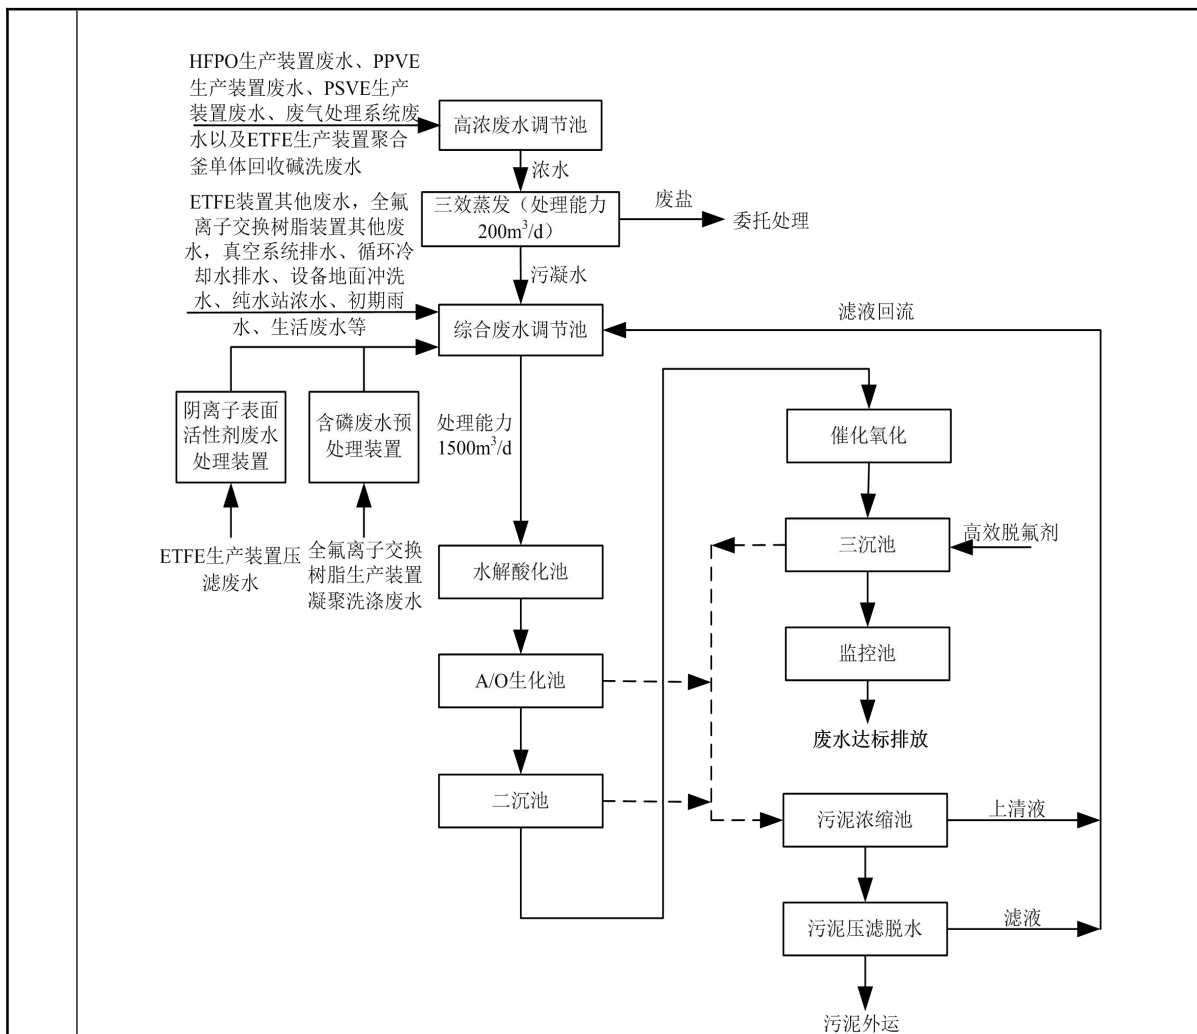 HFPO生产装置废水、PPVE
生产装置废水、PSVE生产
装置废水、废气处理系统废
水以及ETFE生产装置聚合
釜单体回收碱洗废水
高浓废水调节池
浓水
ETFE装置其他废水，全氟
离子交换树脂装置其他废
水，真空系统排水、循环冷
却水排水、设备地面冲洗
水、纯水站浓水、初期雨
水、生活废水等
三效蒸发（处理能力
200m³/d）
废盐
委托处理
污凝水
综合废水调节池
滤液回流
阴离子表面
活性剂废水
处理装置
含磷废水预
处理装置
处理能力
1500m³/d
ETFE生产装置压
滤废水
全氟离子交换
树脂生产装置
凝聚洗涤废水
水解酸化池
A/O生化池
二沉池
催化氧化
三沉池
高效脱氟剂
监控池
废水达标排放
污泥浓缩池
上清液
污泥压滤脱水
滤液
污泥外运